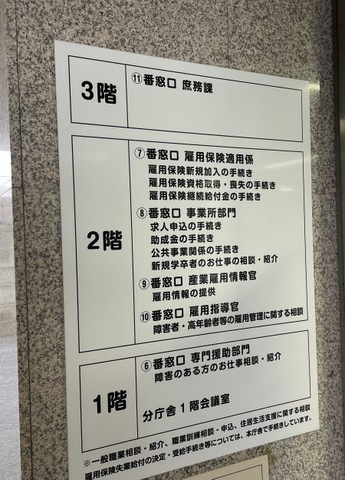 3階
⑪番窓口 庶務課
2階
⑦番窓口 雇用保険適用係
雇用保険新規加入の手続き
雇用保険資格取得・喪失の手続き
雇用保険継続給付金の手続き
⑧番窓口 事業所部門
求人申込の手続き
助成金の手続き
公共事業関係の手続き
新規学卒者のお仕事の相談・紹介
⑨番窓口 産業雇用情報官
雇用情報の提供
⑩番窓口 雇用指導官
障害者・高年齢者等の雇用管理に関する相談
1階
⑥番窓口 専門援助部門
障害のある方のお仕事相談・紹介
分庁舎1階会議室
※一般職業相談・紹介、職業訓練相談・申込、住居生活支援に関する相談
雇用保険失業給付の決定・受給手続き等については、本庁舎で手続きしています。